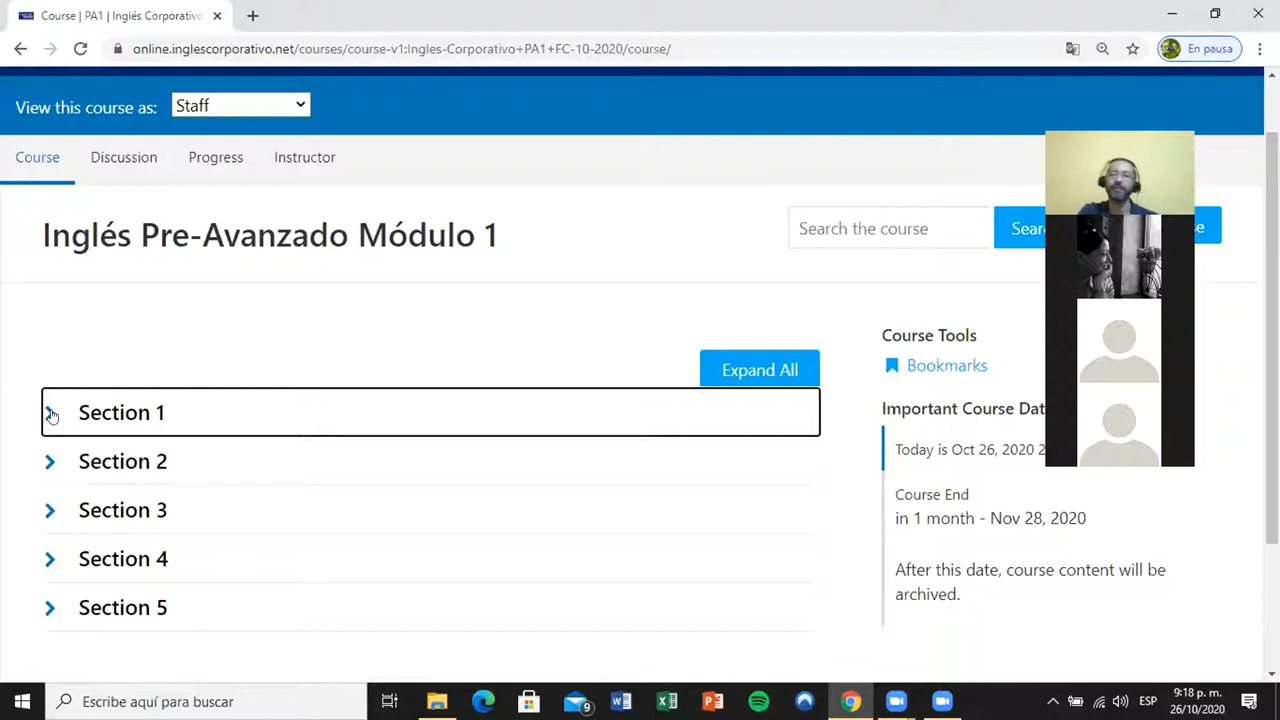 Course | PA1 | Inglés Corporativo
online.inglescorporativo.net/courses/course-v1:Ingles-Corporativo+PA1+FC-10-2020/course/
En pausa
View this course as:
Staff
Course
Discussion
Progress
Instructor
Inglés Pre-Avanzado Módulo 1
Search the course
Sear
se
Expand All
Section 1
Section 2
Section 3
Section 4
Section 5
Course Tools
Bookmarks
Important Course Dat
Today is Oct 26, 2020 2
Course End
in 1 month - Nov 28, 2020
After this date, course content will be
archived.
Escribe aquí para buscar
9
ESP
9:18 p. m.
26/10/2020